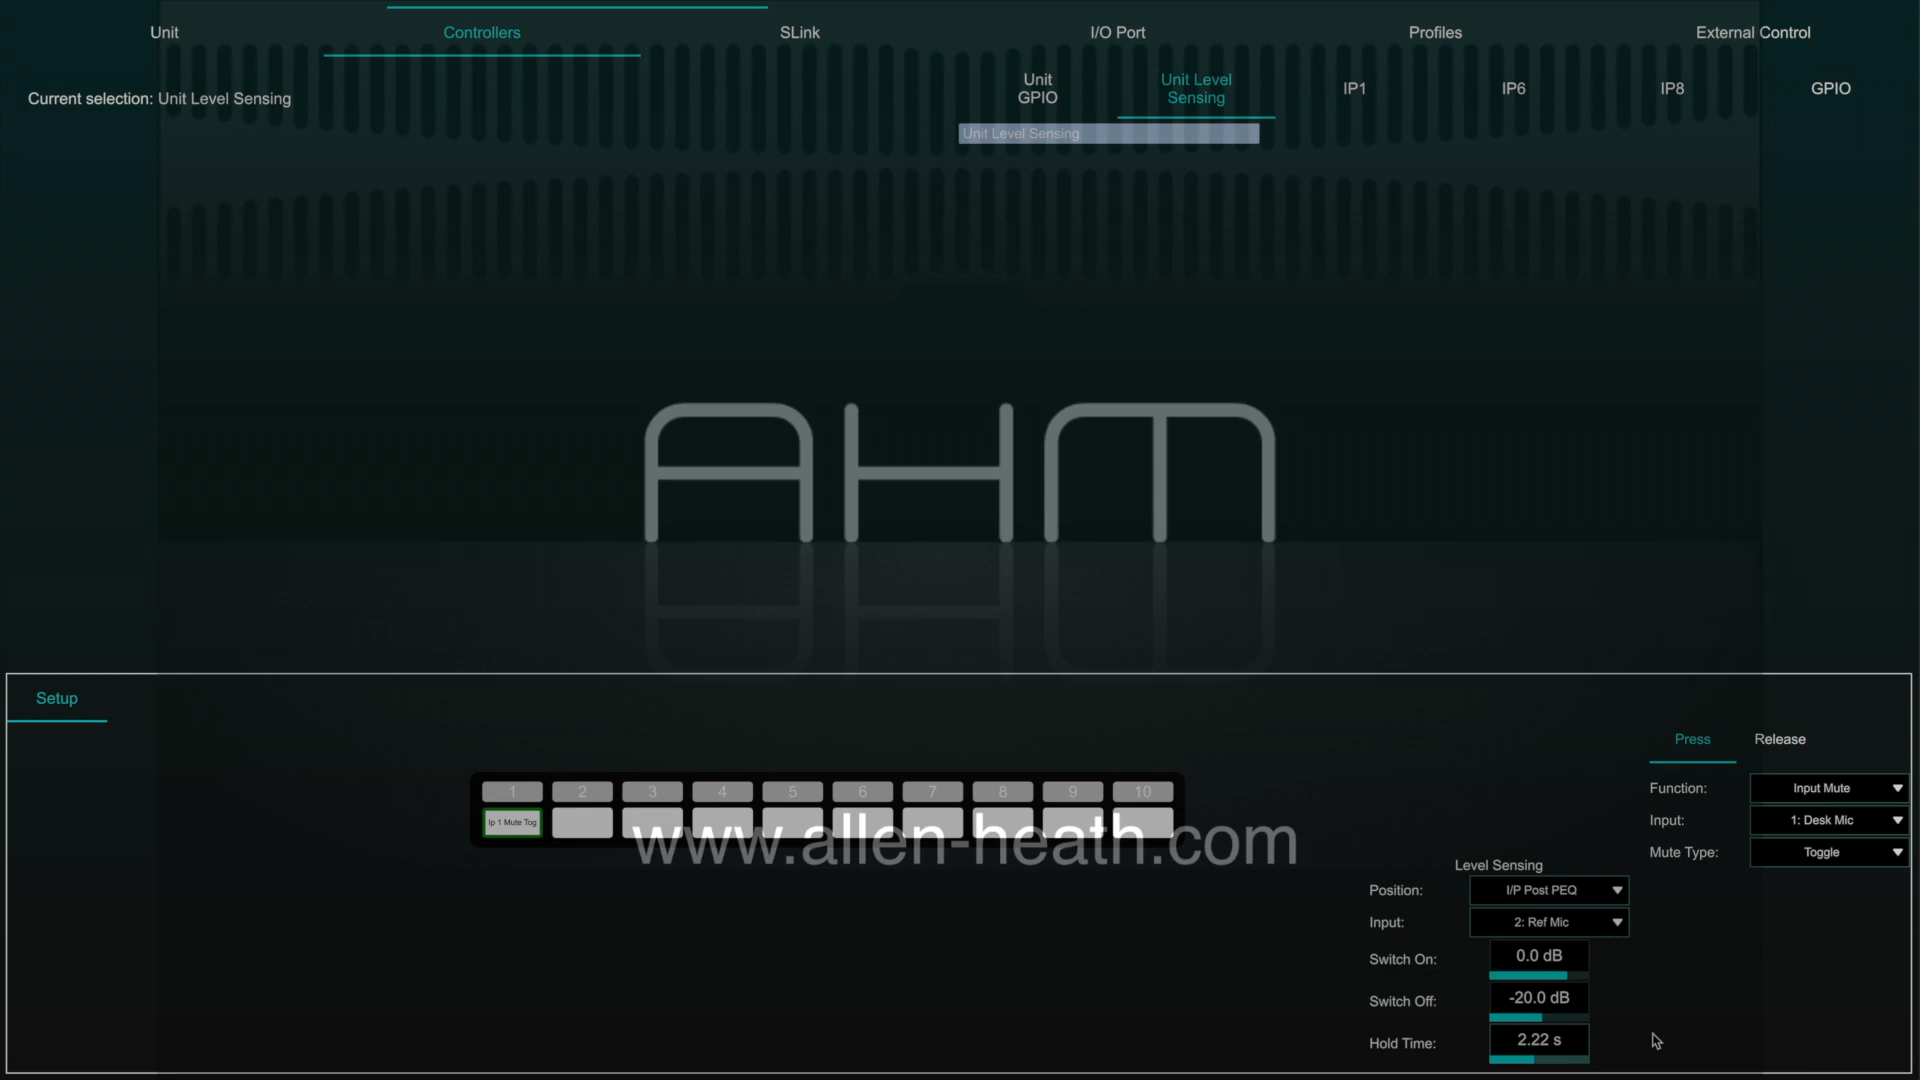 Unit Controllers SLink I/O Port Profiles External Control
Current selection: Unit Level Sensing
Unit GPIO
Unit Level Sensing
IP1 IP6 IP8 GPIO
Unit Level Sensing
AHM
Setup
Press Release
Function: Input Mute
Input: 1: Desk Mic
Mute Type: Toggle
1 2 3 4 5 6 7 8 9 10
Ip 1 Mute Tog
www.allen-heath.com
Level Sensing
Position: I/P Post PEQ
Input: 2: Ref Mic
Switch On: 0.0 dB
Switch Off: -20.0 dB
Hold Time: 2.22 s